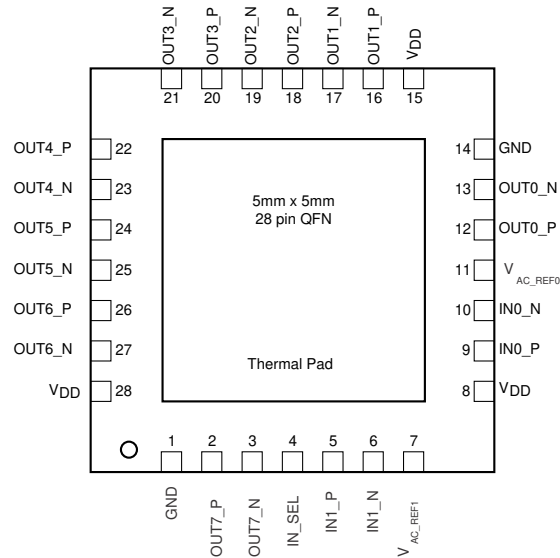 OUT3_N
OUT3_P
OUT2_N
OUT2_P
OUT1_N
OUT1_P
VDD
21
20
19
18
17
16
15
OUT4_P 22
14 GND
OUT4_N 23
13 OUT0_N
5mm x 5mm
28 pin QFN
OUT5_P 24
12 OUT0_P
OUT5_N 25
11 VAC_REF0
OUT6_P 26
10 IN0_N
OUT6_N 27
9 IN0_P
Thermal Pad
VDD 28
8 VDD
1
2
3
4
5
6
7
GND
OUT7_P
OUT7_N
IN_SEL
IN1_P
IN1_N
VAC_REF1